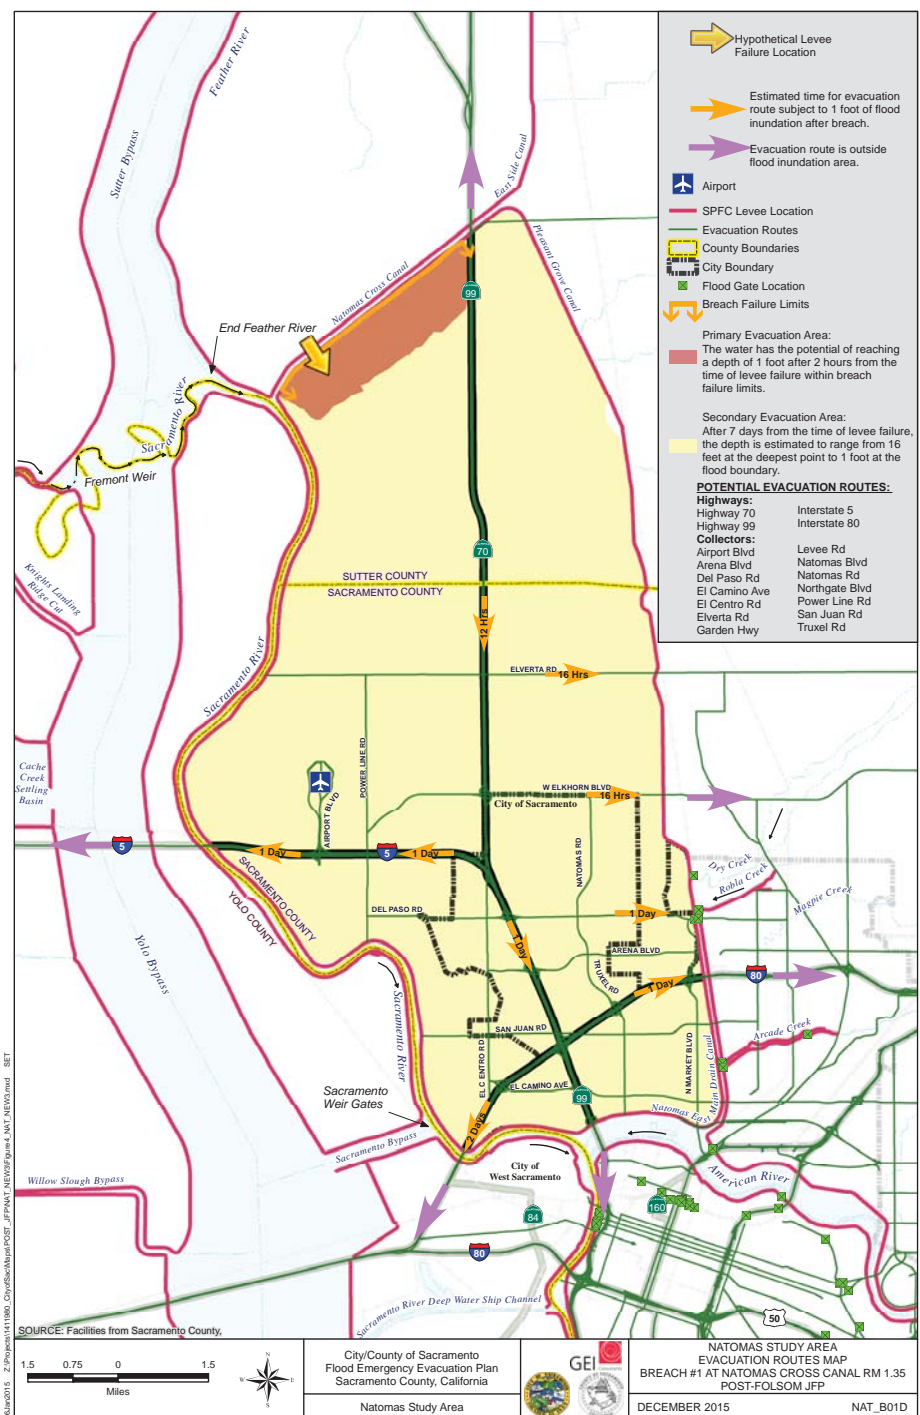 Hypothetical Levee
Failure Location
Estimated time for evacuation
route subject to 1 foot of flood
inundation after breach.
Evacuation route is outside
flood inundation area.
Airport
SPFC Levee Location
Evacuation Routes
County Boundaries
City Boundary
Flood Gate Location
Breach Failure Limits
Primary Evacuation Area:
The water has the potential of reaching
a depth of 1 foot after 2 hours from the
time of levee failure within breach
failure limits.
Secondary Evacuation Area:
After 7 days from the time of levee failure,
the depth is estimated to range from 16
feet at the deepest point to 1 foot at the
flood boundary.
POTENTIAL EVACUATION ROUTES:
Highways:
Highway 70
Highway 99
Interstate 5
Interstate 80
Collectors:
Airport Blvd
Arena Blvd
Del Paso Rd
El Camino Ave
El Centro Rd
Elverta Rd
Garden Hwy
Levee Rd
Natomas Blvd
Natomas Rd
Northgate Blvd
Power Line Rd
San Juan Rd
Truxel Rd
Feather River
Sutter Bypass
East Side Canal
Pleasant Grove Canal
Natomas Cross Canal
99
End Feather River
Sacramento River
Fremont Weir
Knights Landing
Ridge Cut
70
SUTTER COUNTY
SACRAMENTO COUNTY
12 Hrs
Sacramento River
ELVERTA RD
16 Hrs
Cache
Creek
Settling
Basin
POWER LINE RD
AIRPORT BLVD
W ELKHORN BLVD
City of Sacramento
16 Hrs
5
1 Day
5
1 Day
NATOMAS RD
Dry Creek
Robla Creek
Magpie Creek
SACRAMENTO COUNTY
YOLO COUNTY
DEL PASO RD
1 Day
1 Day
ARENA BLVD
TRUXEL RD
1 Day
80
Yolo Bypass
Sacramento River
SAN JUAN RD
Arcade Creek
EL C ENTRO RD
N MARKET BLVD
EL CAMINO AVE
99
Natomas East Main Drain Canal
Sacramento
Weir Gates
2 Days
Sacramento Bypass
City of
West Sacramento
American River
Willow Slough Bypass
84
160
80
Sacramento River Deep Water Ship Channel
50
SOURCE: Facilities from Sacramento County,
1.5 0.75 0 1.5
Miles
N
W E
S
City/County of Sacramento
Flood Emergency Evacuation Plan
Sacramento County, California
Natomas Study Area
GEI
Consultants
NATOMAS STUDY AREA
EVACUATION ROUTES MAP
BREACH #1 AT NATOMAS CROSS CANAL RM 1.35
POST-FOLSOM JFP
DECEMBER 2015 NAT_B01D